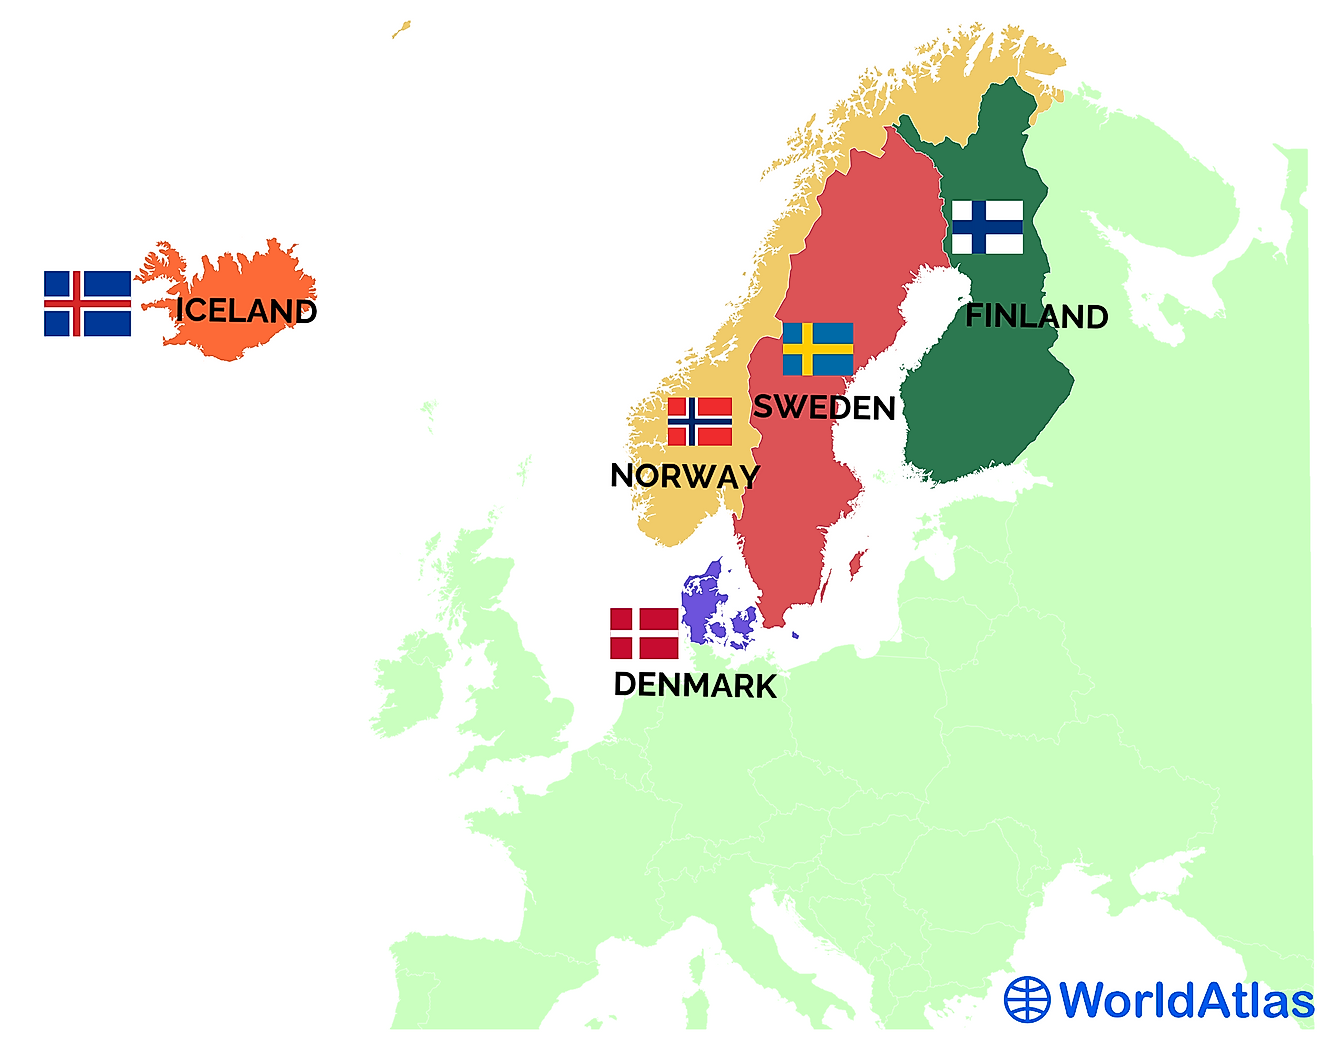 ICELAND
FINLAND
SWEDEN
NORWAY
DENMARK
WorldAtlas